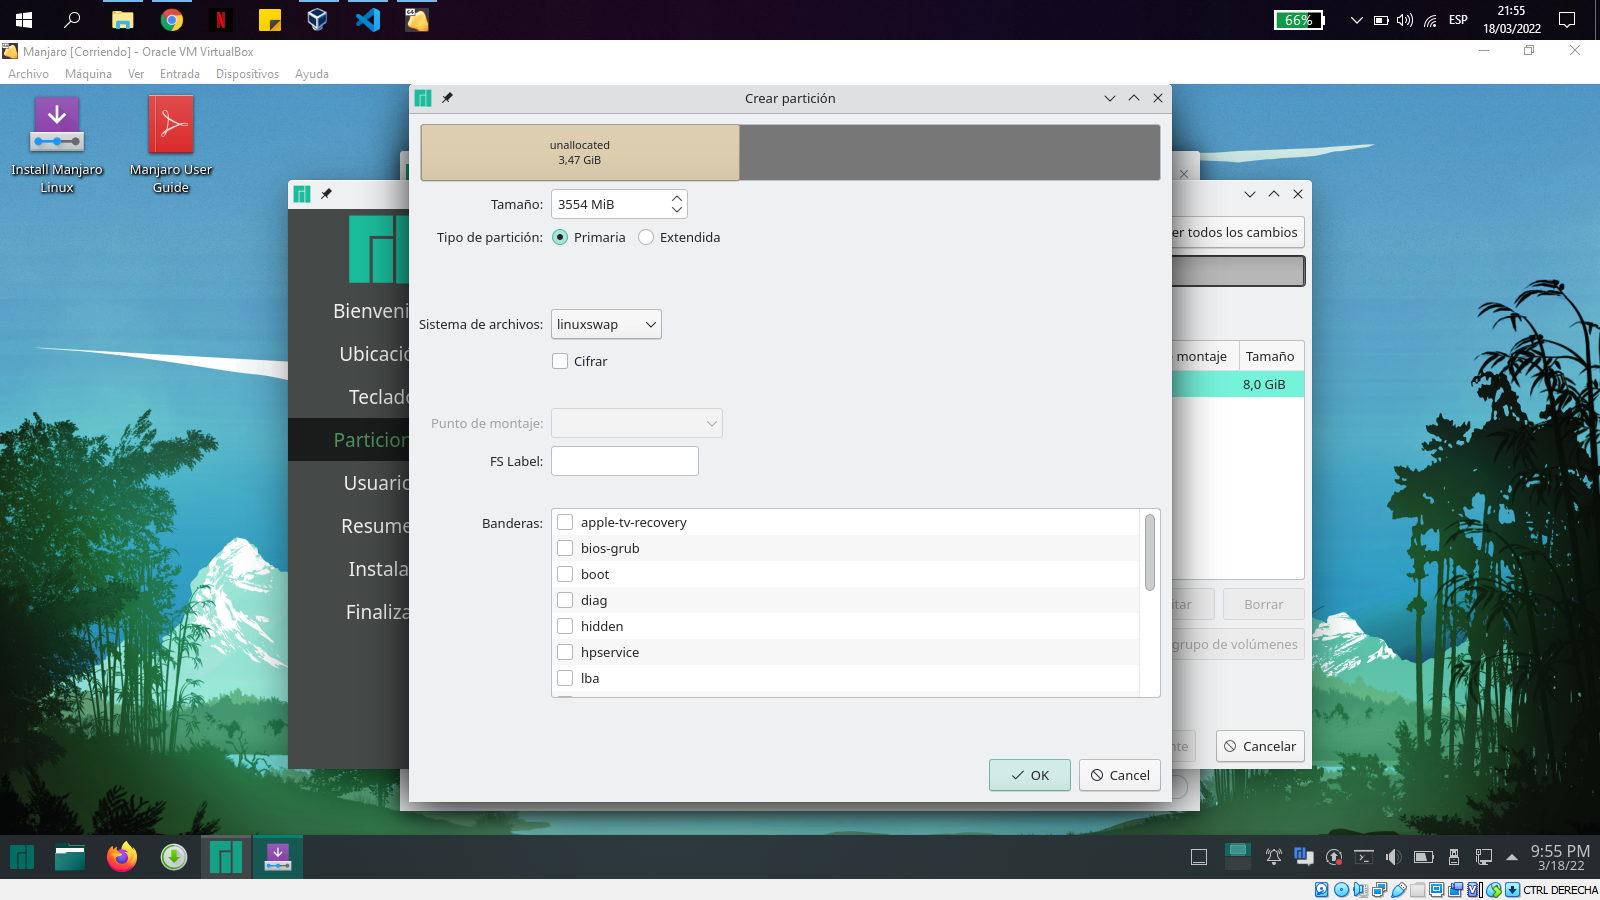 66%
ESP
21:55
18/03/2022
Manjaro [Corriendo] - Oracle VM VirtualBox
Archivo Máquina Ver Entrada Dispositivos Ayuda
Install Manjaro
Linux
Manjaro User
Guide
Crear partición
unallocated
3,47 GiB
Tamaño: 3554 MiB
Tipo de partición: Primaria Extendida
Sistema de archivos: linuxswap
Cifrar
Punto de montaje:
FS Label:
Banderas:
apple-tv-recovery
bios-grub
boot
diag
hidden
hpservice
lba
OK Cancel
Bienveni
Ubicació
Teclado
Particion
Usuario
Resume
Instala
Finaliza
er todos los cambios
montaje Tamaño
8,0 GiB
itar Borrar
grupo de volúmenes
nte Cancelar
9:55 PM
3/18/22
CTRL DERECHA